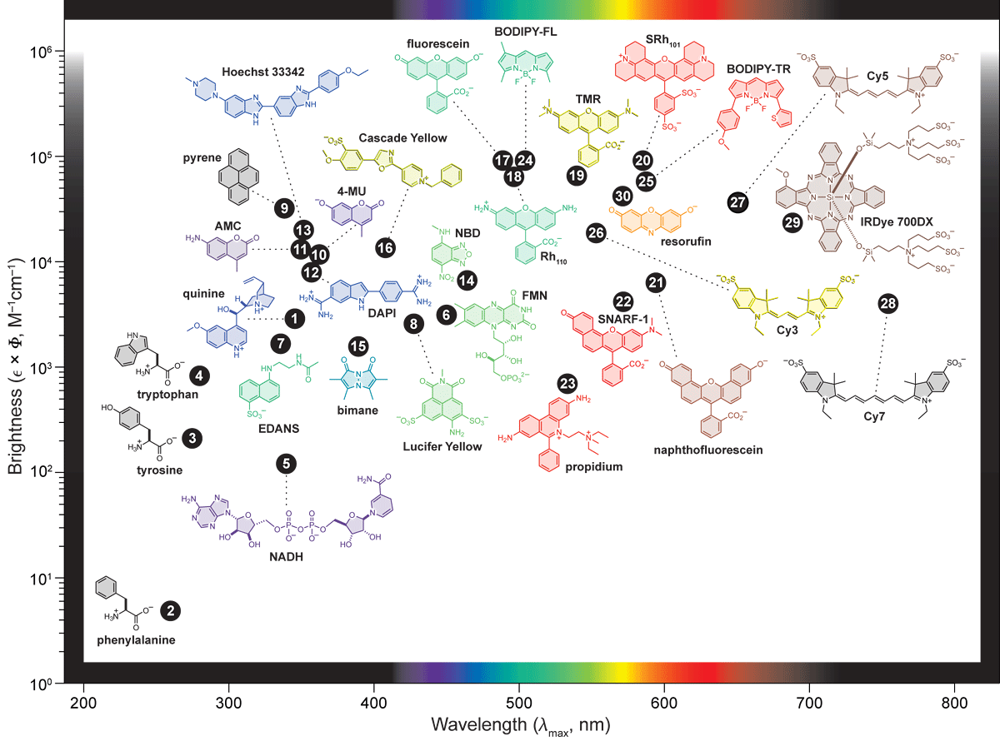 fluorescein
BODIPY-FL
SRh101
BODIPY-TR
Cy5
Hoechst 33342
TMR
Cascade Yellow
pyrene
4-MU
AMC
NBD
Rh110
resorufin
IRDye 700DX
quinine
DAPI
FMN
SNARF-1
Cy3
tryptophan
EDANS
bimane
Lucifer Yellow
propidium
naphthofluorescein
Cy7
tyrosine
NADH
phenylalanine
17
24
18
19
20
25
30
27
29
26
9
13
11
10
12
16
14
21
22
28
1
8
6
7
15
4
23
3
5
2
Brightness (ϵ × Φ, M⁻¹cm⁻¹)
10⁶
10⁵
10⁴
10³
10²
10¹
10⁰
200
300
400
500
600
700
800
Wavelength (λmax, nm)